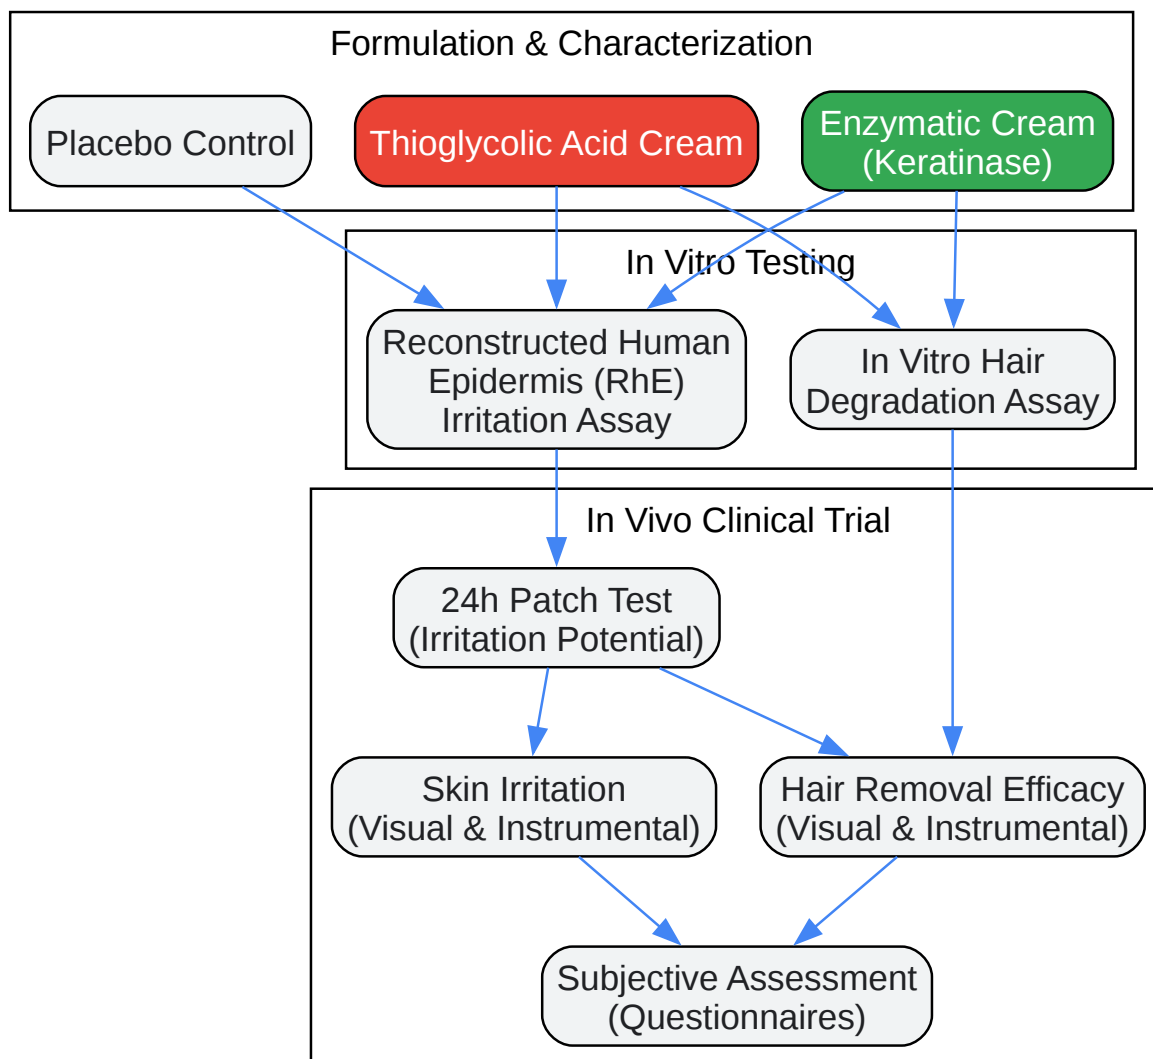 Formulation & Characterization
Placebo Control
Thioglycolic Acid Cream
Enzymatic Cream
(Keratinase)
In Vitro Testing
Reconstructed Human
Epidermis (RhE)
Irritation Assay
In Vitro Hair
Degradation Assay
In Vivo Clinical Trial
24h Patch Test
(Irritation Potential)
Skin Irritation
(Visual & Instrumental)
Hair Removal Efficacy
(Visual & Instrumental)
Subjective Assessment
(Questionnaires)